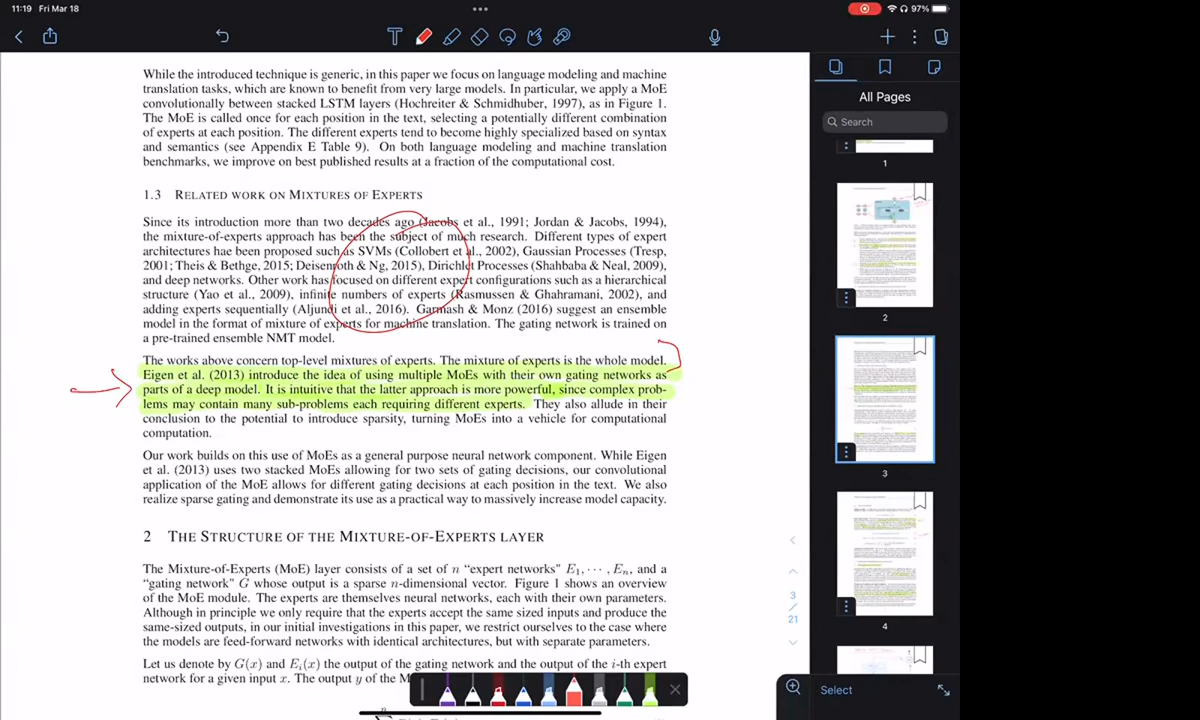 11:19 Fri Mar 18
97%
All Pages
Search
While the introduced technique is generic, in this paper we focus on language modeling and machine
translation tasks, which are known to benefit from very large models. In particular, we apply a MoE
convolutionally between stacked LSTM layers (Hochreiter & Schmidhuber, 1997), as in Figure 1.
The MoE is called once for each position in the text, selecting a potentially different combination
of experts at each position. The different experts tend to become highly specialized based on syntax
and semantics (see Appendix E Table 9). On both language modeling and machine translation
benchmarks, we improve on best published results at a fraction of the computational cost.
1.3 RELATED WORK ON MIXTURES OF EXPERTS
Since its introduction more than two decades ago (Jacobs et al., 1991; Jordan & Jacobs, 1994),
the mixture-of-experts approach has been the subject of much research. Different types of expert
architectures hae been proposed such as SVMs (Collobert et al., 2002), Gaussian Processes (Tresp,
2001; Theis & Bethge, 2015; Deisenroth & Ng, 2015), Dirichlet Processes (Shahbaba & Neal, 2009),
and deep networks. Other work has focused on different expert configurations such as a hierarchical
structure (Yao et al., 2009), infinite numbers of experts (Rasmussen & Ghahramani, 2002), and
adding experts sequentially (Aljundi et al., 2016). Garmash & Monz (2016) suggest an ensemble
model in the format of mixture of experts for machine translation. The gating network is trained on
a pre-trained ensemble NMT model.
The works above concern top-level mixtures of experts. The mixture of experts is the whole model.
Eigen et al. (2013) introduce the idea of using multiple MoEs with their own gating networks as
parts of a deep model. It is intuitive that the latter approach is more powerful, since complex prob-
lems may contain many sub-problems each requiring different experts. They also allude in their
conclusion to the potential to introduce sparsity, turning MoEs into a vehicle for computational
computation.
Our work builds on this use of MoEs as a general purpose neural network component. While Eigen
et al. (2013) uses two stacked MoEs allowing for two sets of gating decisions, our convolutional
application of the MoE allows for different gating decisions at each position in the text. We also
realize sparse gating and demonstrate its use as a practical way to massively increase model capacity.
2 THE STRUCTURE OF THE MIXTURE-OF-EXPERTS LAYER
The Mixture-of-Experts (MoE) layer consists of a set of n “expert networks” E1, · · · , En, and a
“gating network” G whose output is a sparse n-dimensional vector. Figure 1 shows an overview
of the MoE module. The experts are themselves neural networks, each with their own parameters.
Although in principle we only require that the experts accept the same sized inputs and produce the
same-sized outputs, in our initial investigations in this paper, we restrict ourselves to the case where
the models are feed-forward networks with identical architectures, but with separate parameters.
Let us denote by G(x) and Ei(x) the output of the gating network and the output of the i-th expert
network for a given input x. The output y of the M
n
3
/
21
1
2
3
4
Select